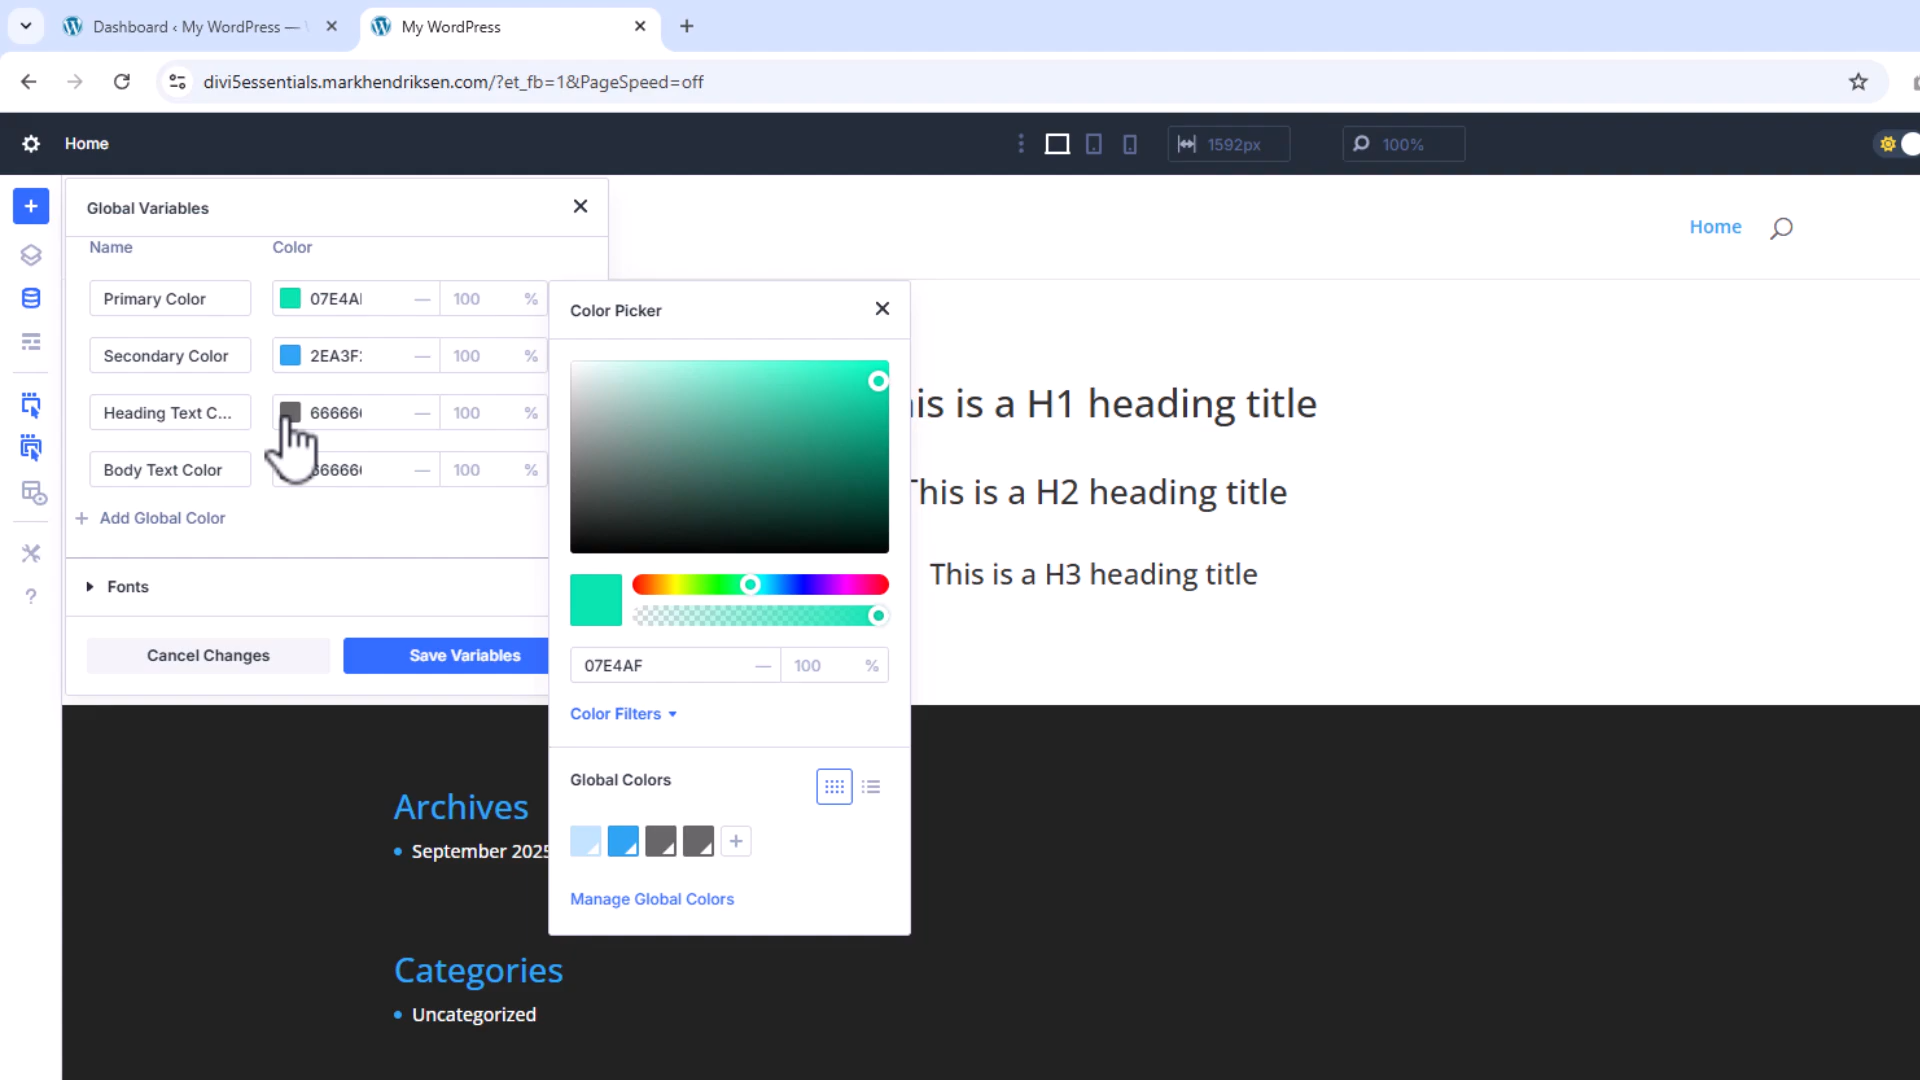 Dashboard ‹ My WordPress —
My WordPress
divi5essentials.markhendriksen.com/?et_fb=1&PageSpeed=off
Home
1592px
100%
Global Variables
Name
Color
Primary Color
07E4A
100
%
Secondary Color
2EA3F
100
%
Heading Text C...
66666
100
%
Body Text Color
66666
100
%
Add Global Color
Fonts
Cancel Changes
Save Variables
Color Picker
07E4AF
100
%
Color Filters
Global Colors
Manage Global Colors
Home
is is a H1 heading title
This is a H2 heading title
This is a H3 heading title
Archives
September 2025
Categories
Uncategorized